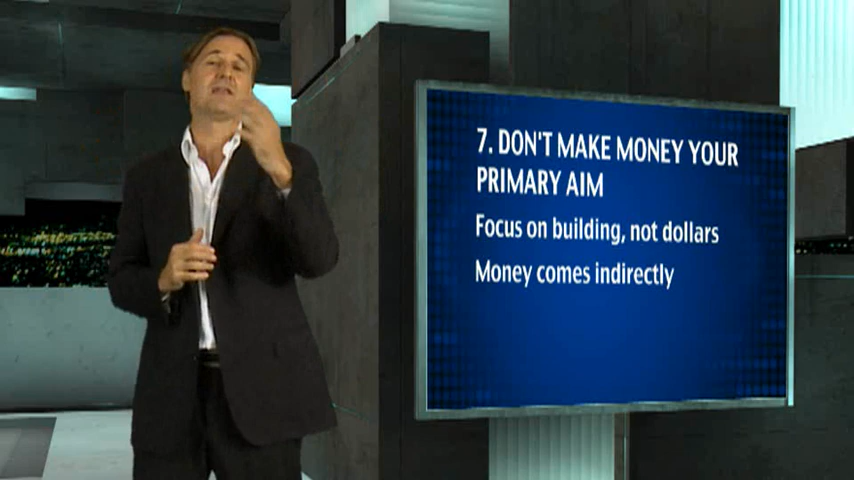 7. DON'T MAKE MONEY YOUR
PRIMARY AIM
Focus on building, not dollars
Money comes indirectly